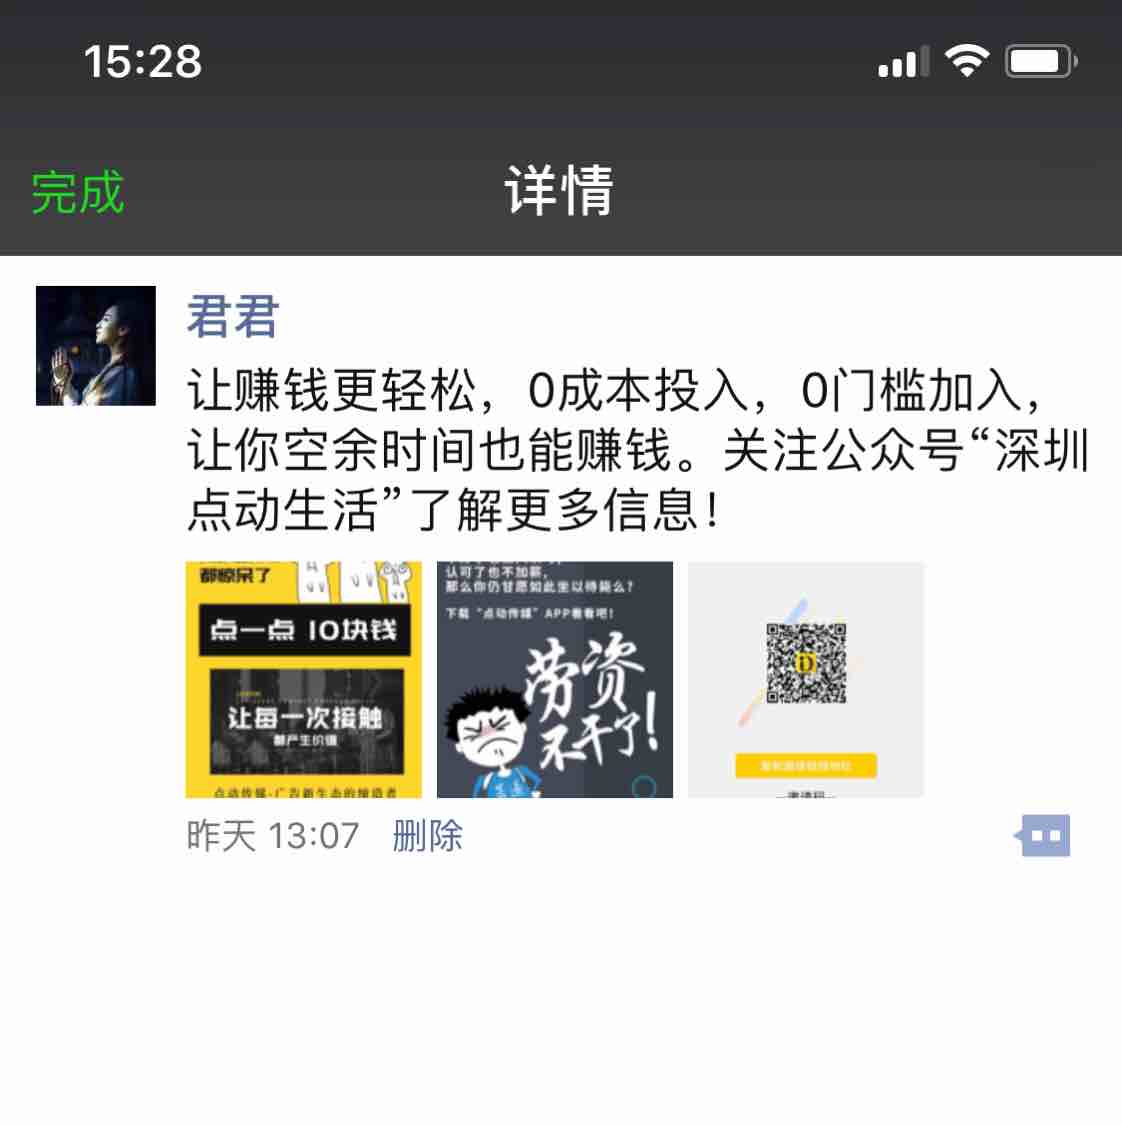 15:28
完成
详情
君君
让赚钱更轻松，0成本投入，0门槛加入，
让你空余时间也能赚钱。关注公众号“深圳
点动生活”了解更多信息！
都惊呆了
点一点 10块钱
让每一次接触
都产生价值
点动传媒·广告新生态的缔造者
认可了也不加薪，
那么你仍甘愿如此坐以待毙么？
下载“点动传媒”APP看看吧！
劳资
不干了！
邀请码
昨天 13:07 删除